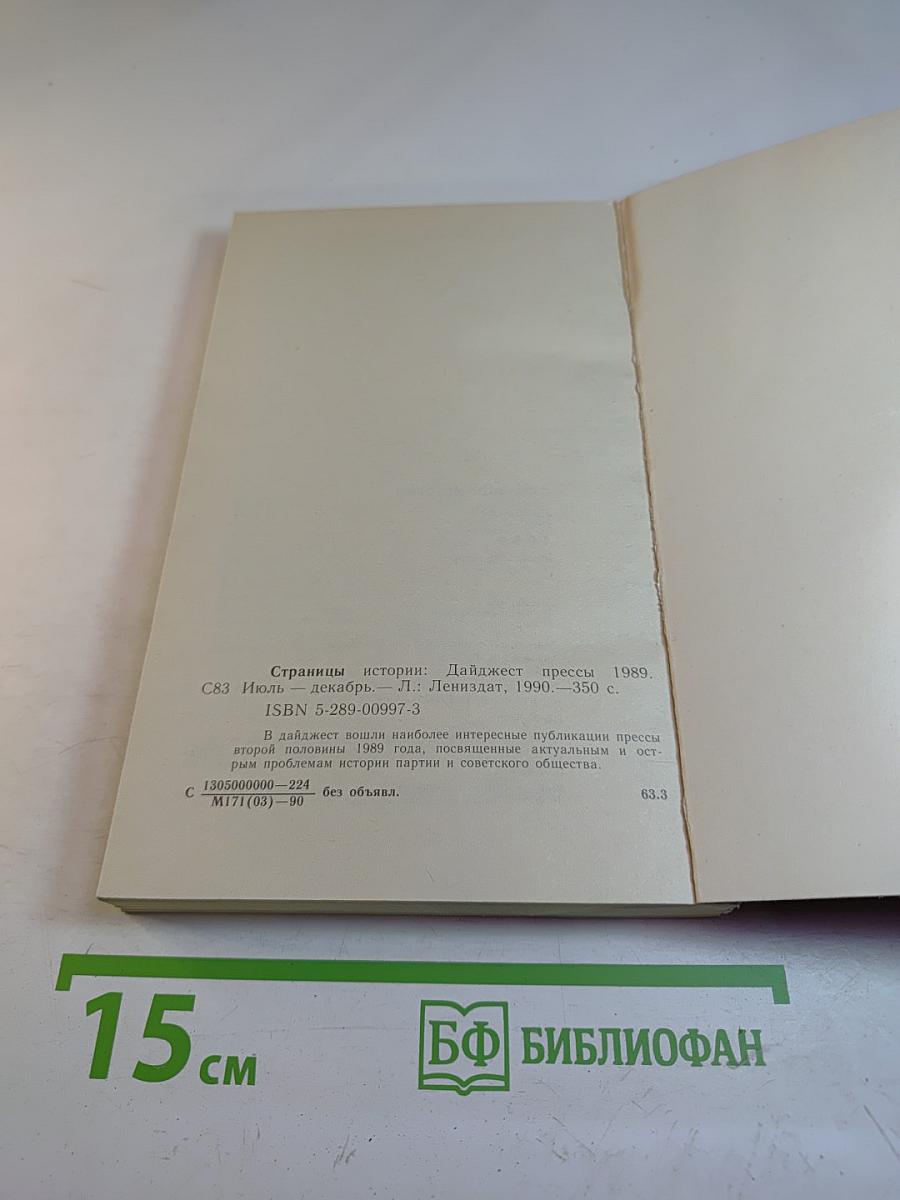 Страницы истории: Дайджест прессы 1989.
С83 Июль — декабрь.— Л.: Лениздат, 1990.—350 с.
ISBN 5-289-00997-3
В дайджест вошли наиболее интересные публикации прессы
второй половины 1989 года, посвященные актуальным и ост-
рым проблемам истории партии и советского общества.
С 1305000000—224
М171(03)—90 без объявл. 63.3
15 см
БФ БИБЛИОФАН